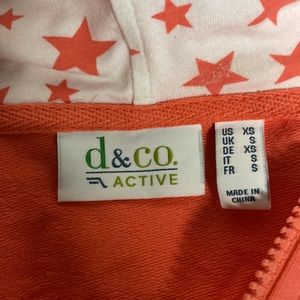 d&co.
ACTIVE
US XS
UK S
DE XS
IT S
FR S
MADE IN
CHINA